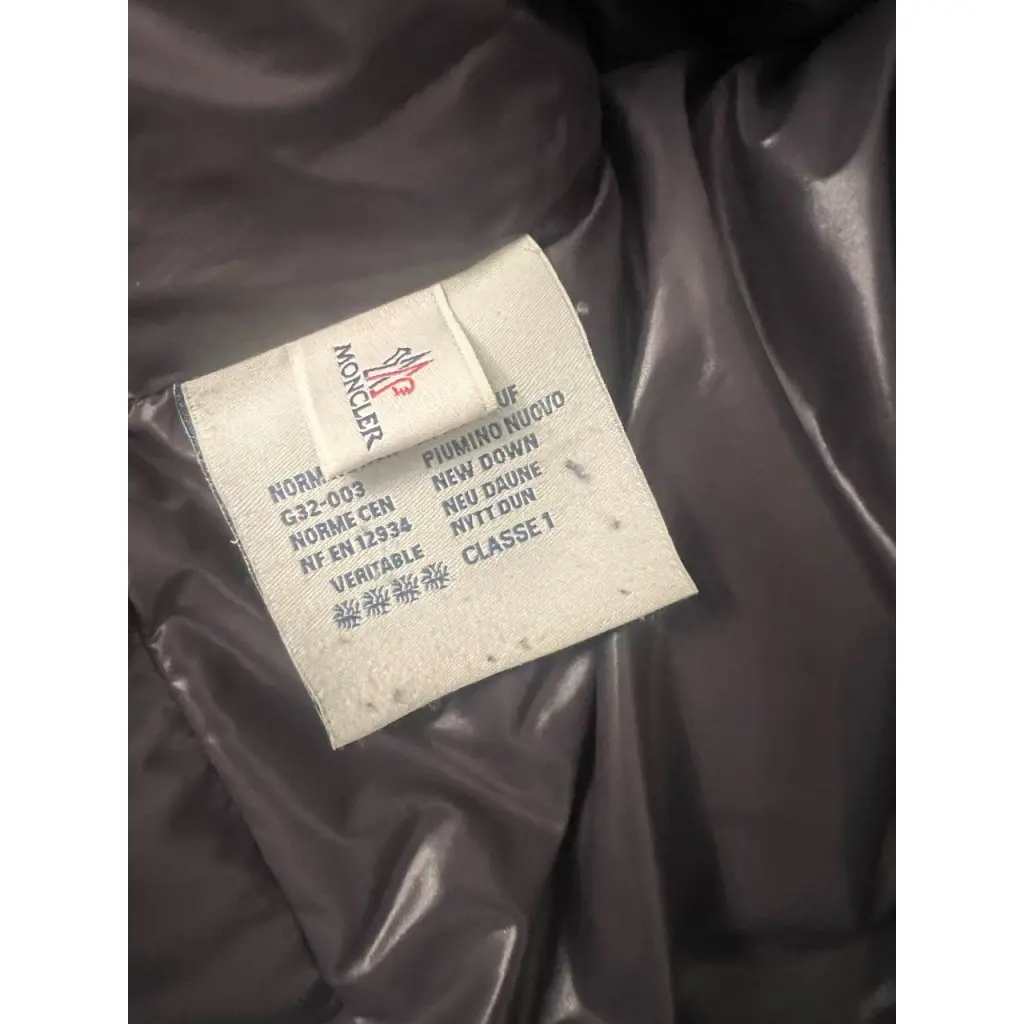 MONCLER
G32-003
NORME CEN
NF EN 12934
VERITABLE
PIUMINO NUOVO
NEW DOWN
NEU DAUNE
NYTT DUN
CLASSE 1